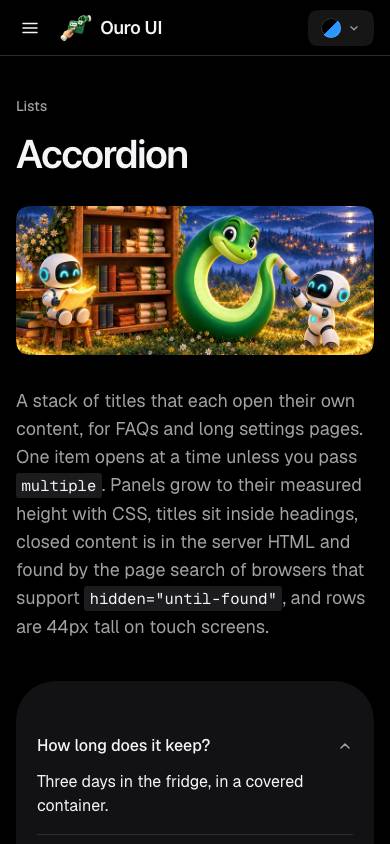 Ouro UI
Lists
Accordion
A stack of titles that each open their own
content, for FAQs and long settings pages.
One item opens at a time unless you pass
multiple. Panels grow to their measured
height with CSS, titles sit inside headings,
closed content is in the server HTML and
found by the page search of browsers that
support hidden="until-found", and rows
are 44px tall on touch screens.
How long does it keep?
Three days in the fridge, in a covered
container.